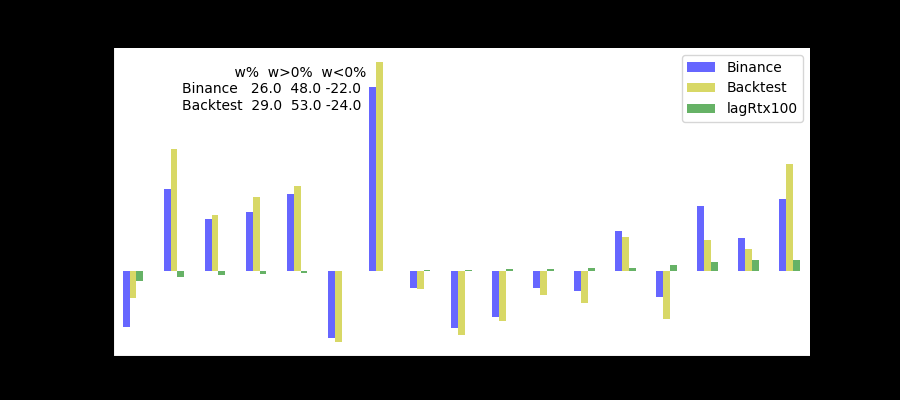 w% w>0% w<0%
Binance 26.0 48.0 -22.0
Backtest 29.0 53.0 -24.0
Binance
Backtest
lagRtx100